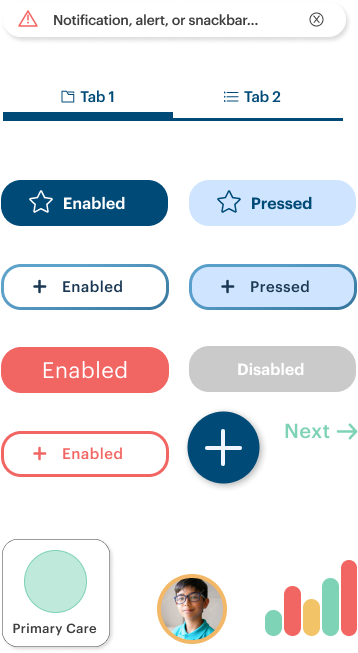 Notification, alert, or snackbar...
Tab 1
Tab 2
Enabled
Pressed
Enabled
Pressed
Enabled
Disabled
Enabled
Next
Primary Care